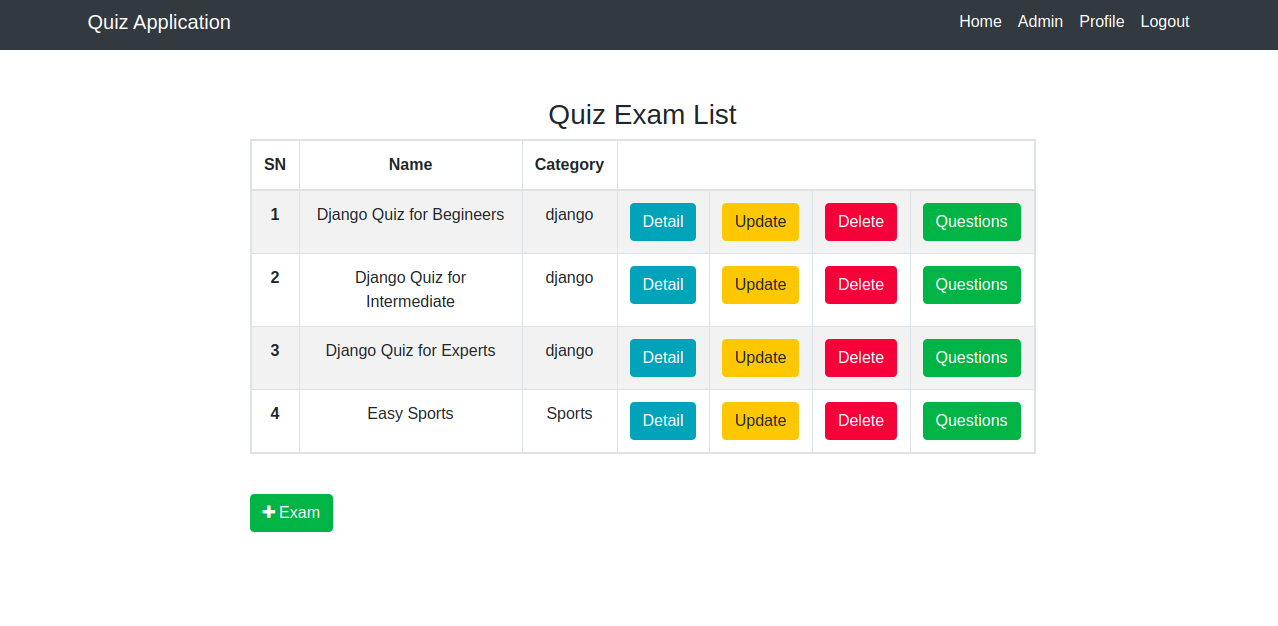 Quiz Application Home Admin Profile Logout
Quiz Exam List
SN Name Category
1 Django Quiz for Begineers django Detail Update Delete Questions
2 Django Quiz for django Detail Update Delete Questions
Intermediate
3 Django Quiz for Experts django Detail Update Delete Questions
4 Easy Sports Sports Detail Update Delete Questions
+ Exam